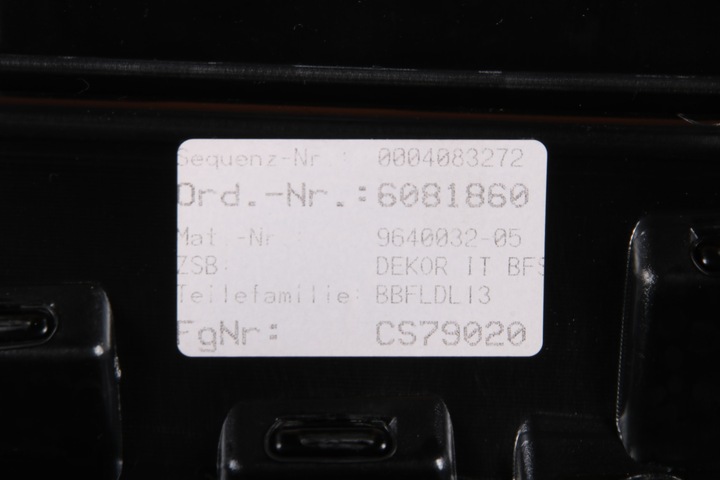 Sequenz-Nr.: 0004083272
Ord.-Nr.: 6081860
Mat.-Nr 9640032-05
ZSB: DEKOR IT BFS
Teilefamilie: BBFLDLI3
FgNr: CS79020